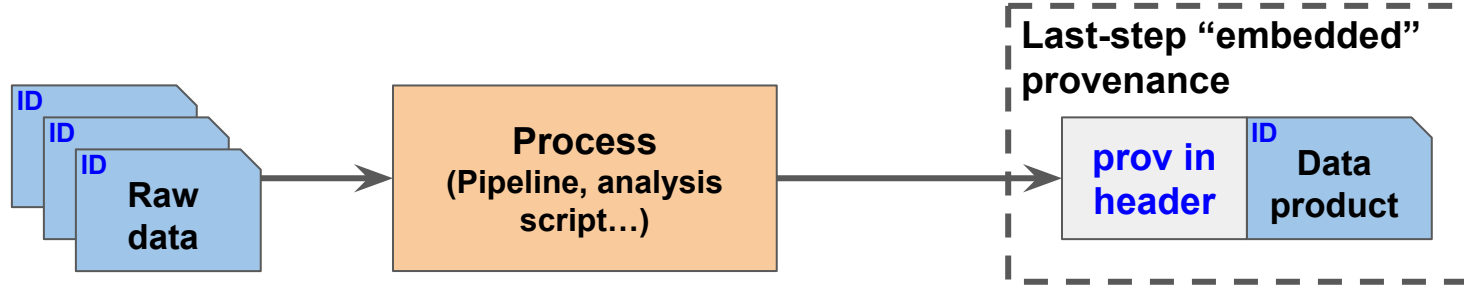 ID
ID
ID
Raw
data
Process
(Pipeline, analysis
script…)
Last-step “embedded”
provenance
prov in
header
ID
Data
product